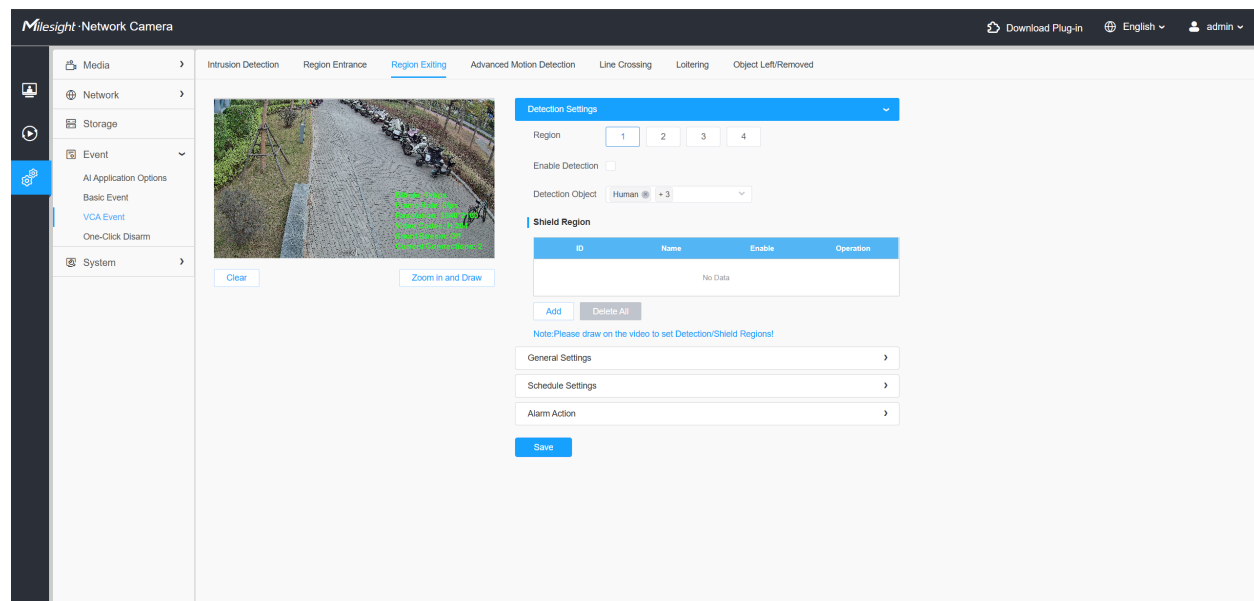 Milesight · Network Camera
Download Plug-in
English
admin
Media
Network
Storage
Event
AI Application Options
Basic Event
VCA Event
One-Click Disarm
System
Intrusion Detection
Region Entrance
Region Exiting
Advanced Motion Detection
Line Crossing
Loitering
Object Left/Removed
Clear
Zoom in and Draw
Detection Settings
Region 1 2 3 4
Enable Detection
Detection Object Human + 3
Shield Region
ID Name Enable Operation
No Data
Add Delete All
Note:Please draw on the video to set Detection/Shield Regions!
General Settings
Schedule Settings
Alarm Action
Save